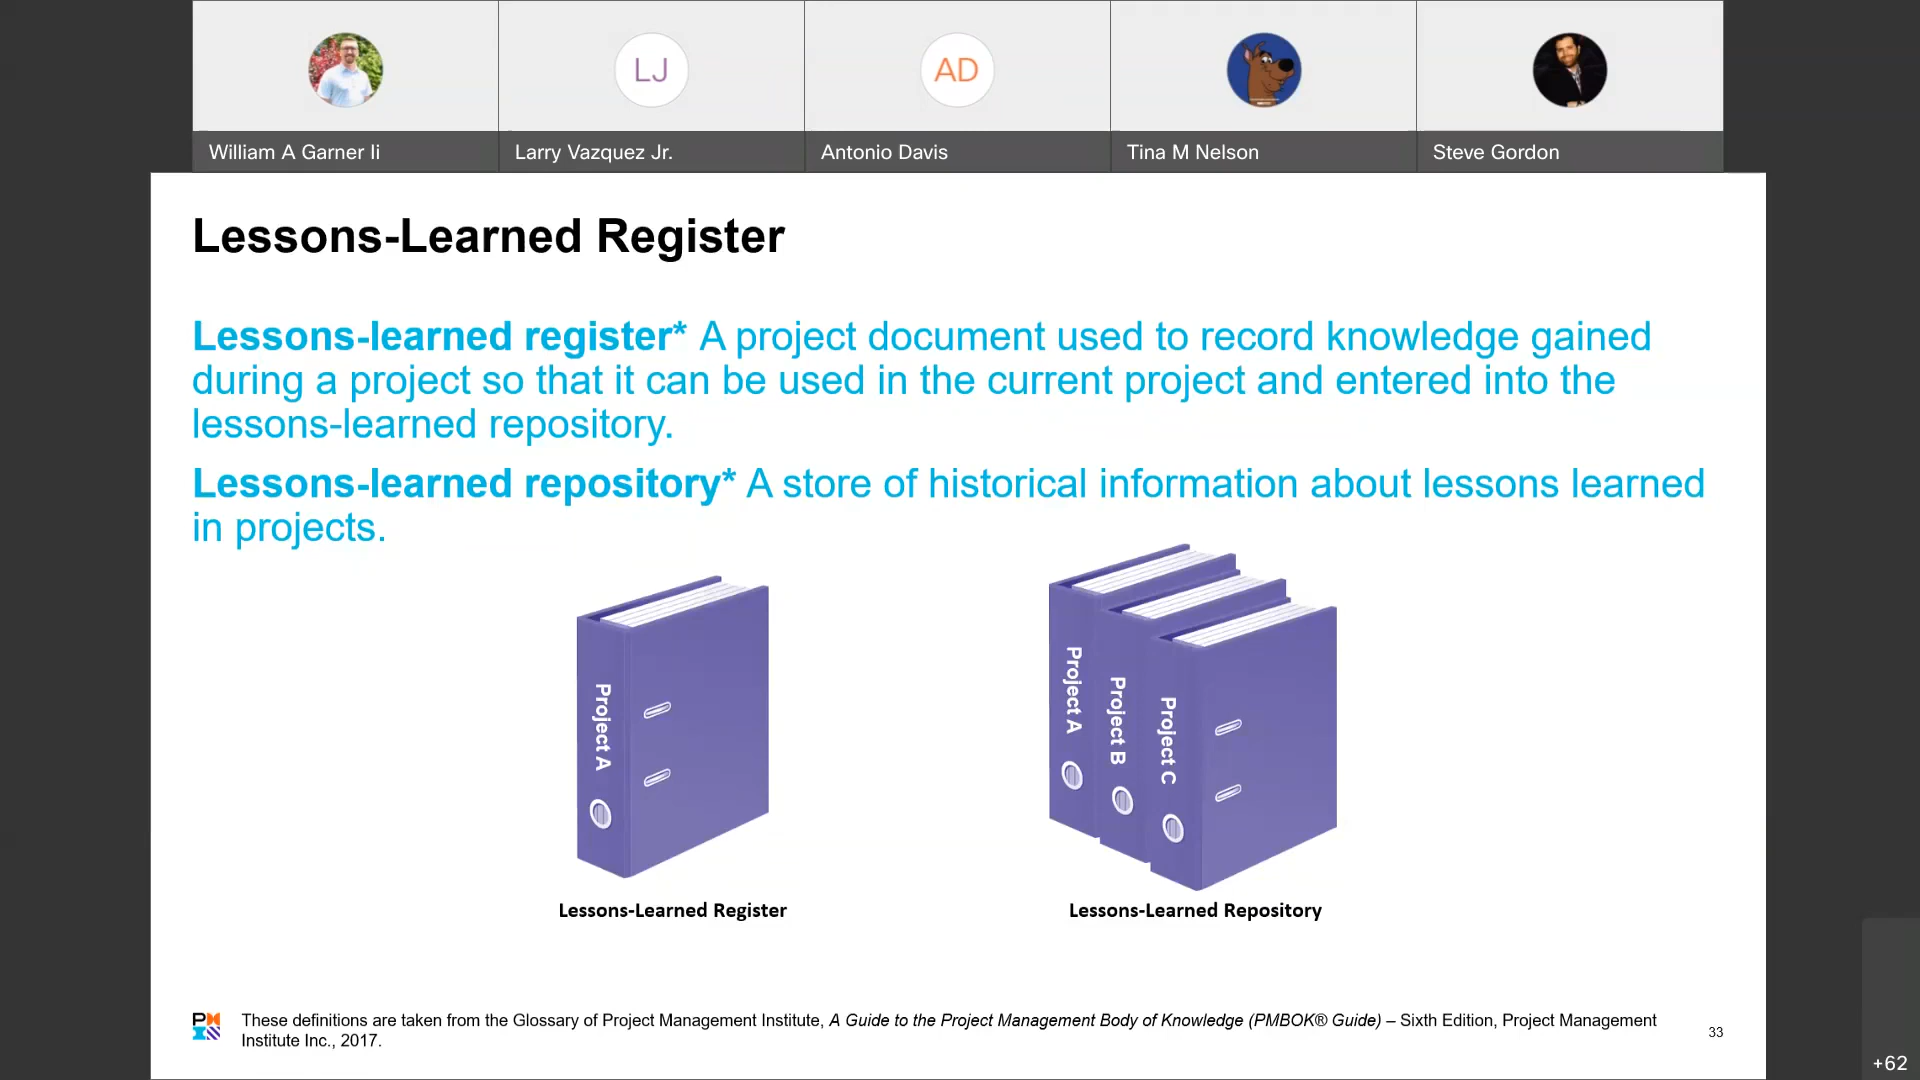 LJ
AD
William A Garner Ii
Larry Vazquez Jr.
Antonio Davis
Tina M Nelson
Steve Gordon
Lessons-Learned Register
Lessons-learned register* A project document used to record knowledge gained
during a project so that it can be used in the current project and entered into the
lessons-learned repository.
Lessons-learned repository* A store of historical information about lessons learned
in projects.
Project A
Project A
Project B
Project C
Lessons-Learned Register
Lessons-Learned Repository
These definitions are taken from the Glossary of Project Management Institute, A Guide to the Project Management Body of Knowledge (PMBOK® Guide) – Sixth Edition, Project Management
Institute Inc., 2017.
33
+62